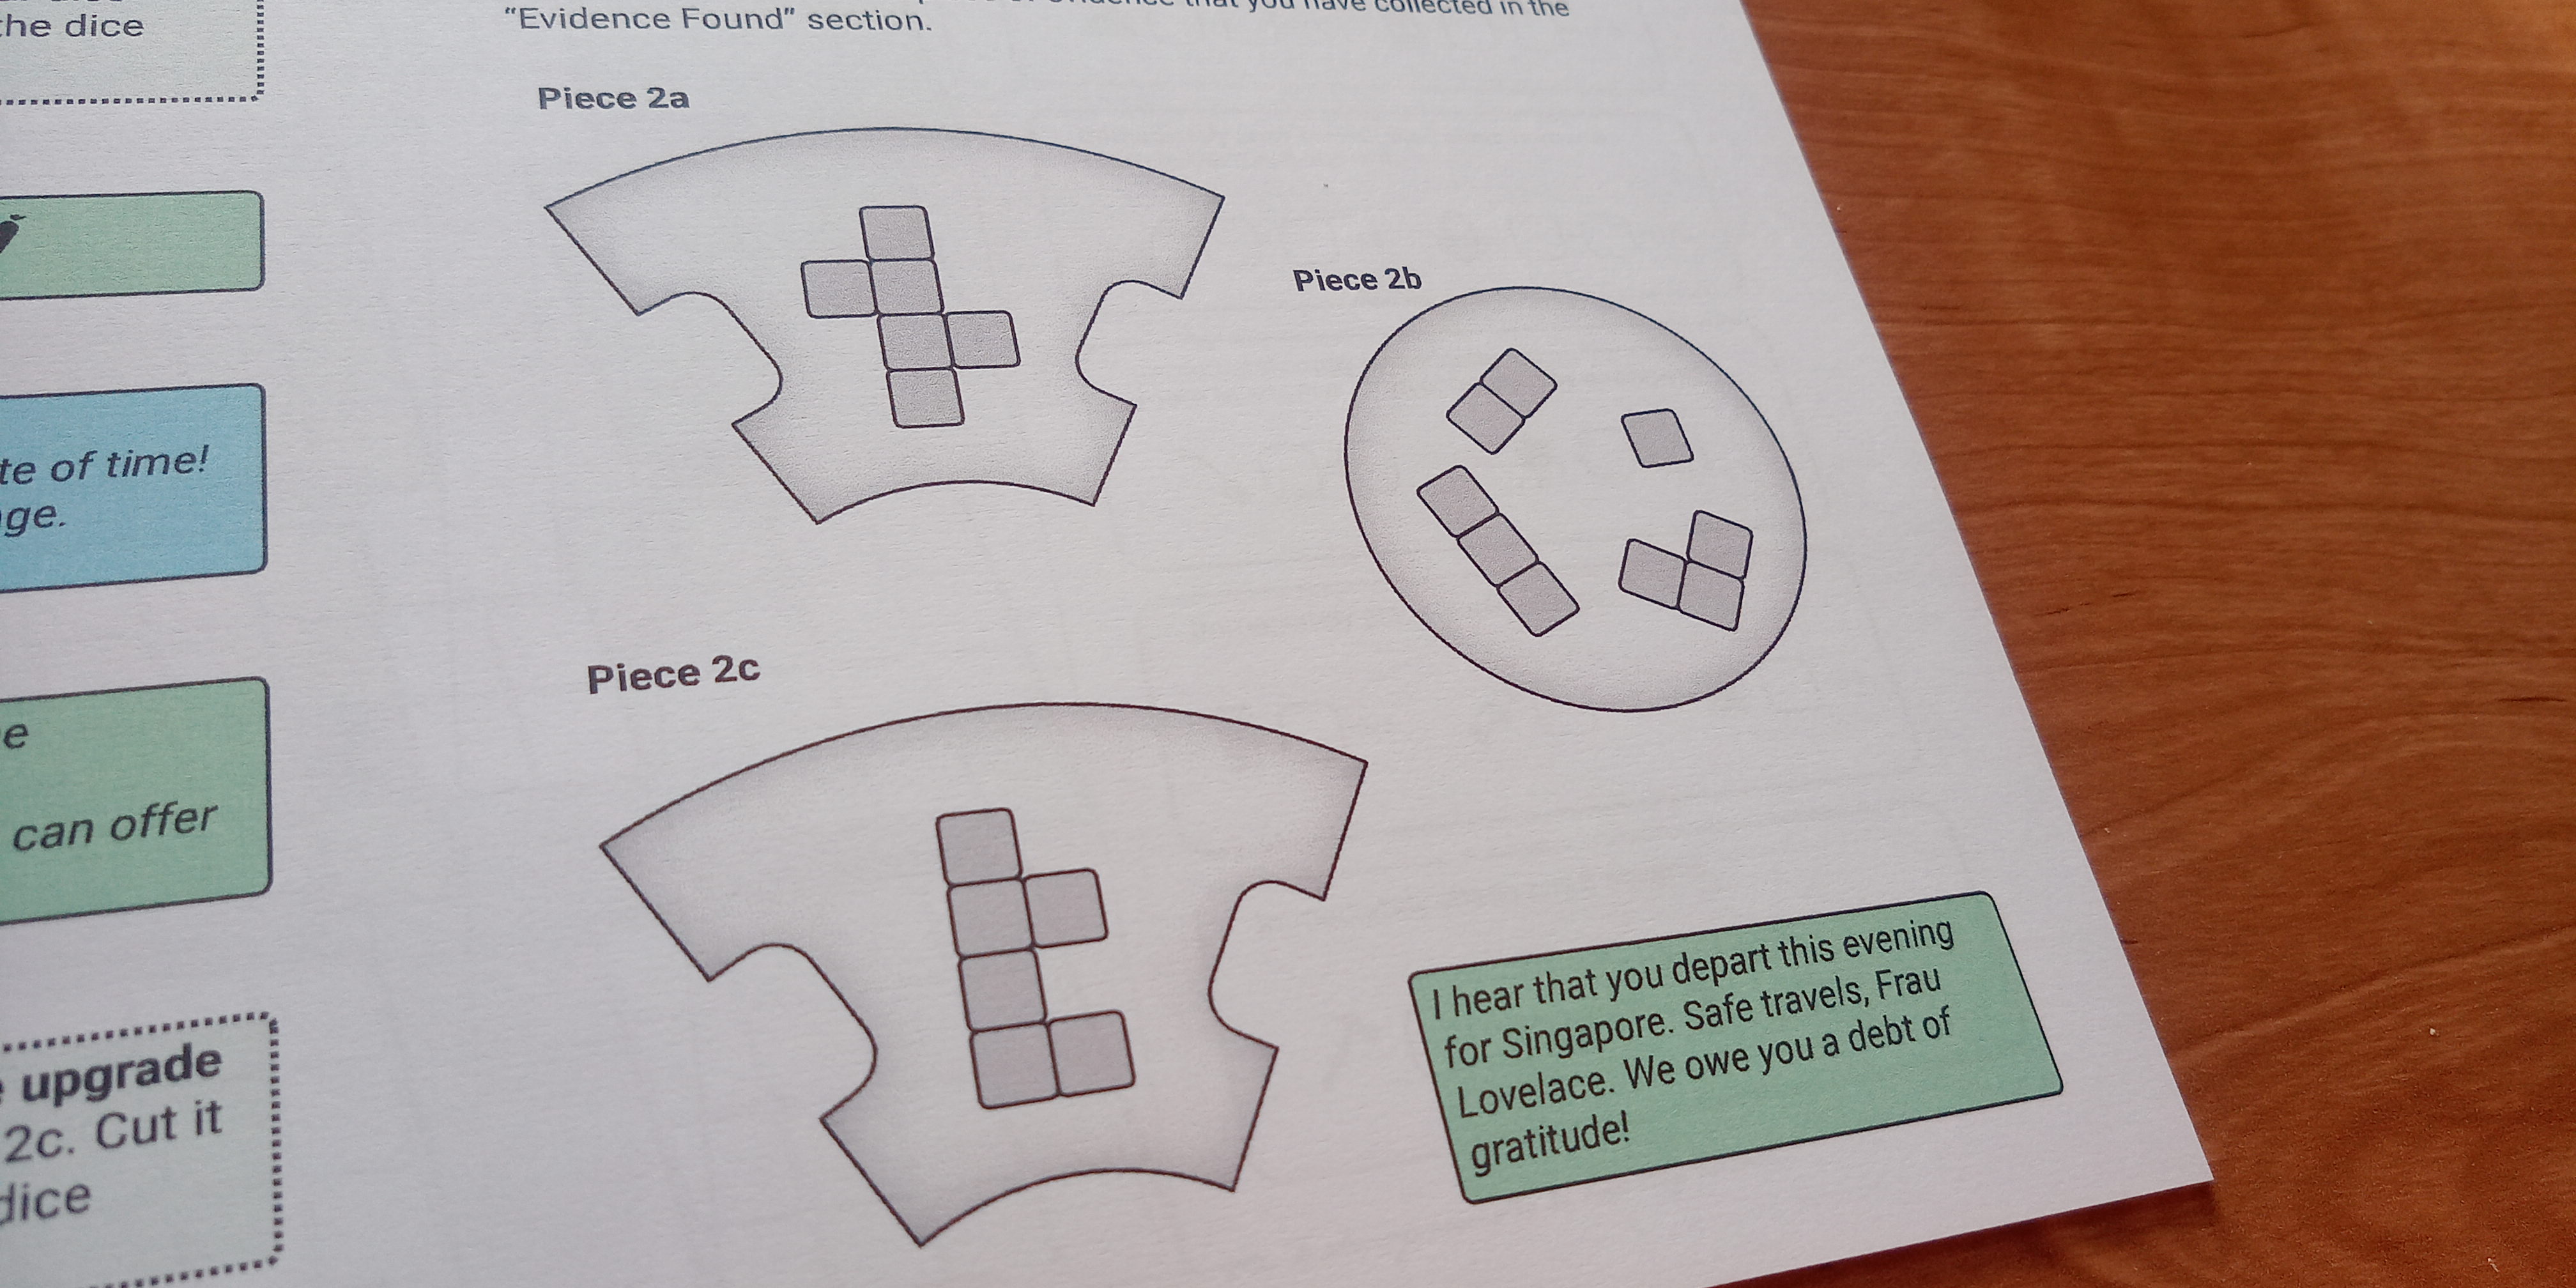 the dice
"Evidence Found" section.
Piece 2a
Piece 2b
te of time!
ge.
Piece 2c
e
can offer
I hear that you depart this evening
for Singapore. Safe travels, Frau
Lovelace. We owe you a debt of
gratitude!
upgrade
2c. Cut it
dice
that you have collected in the